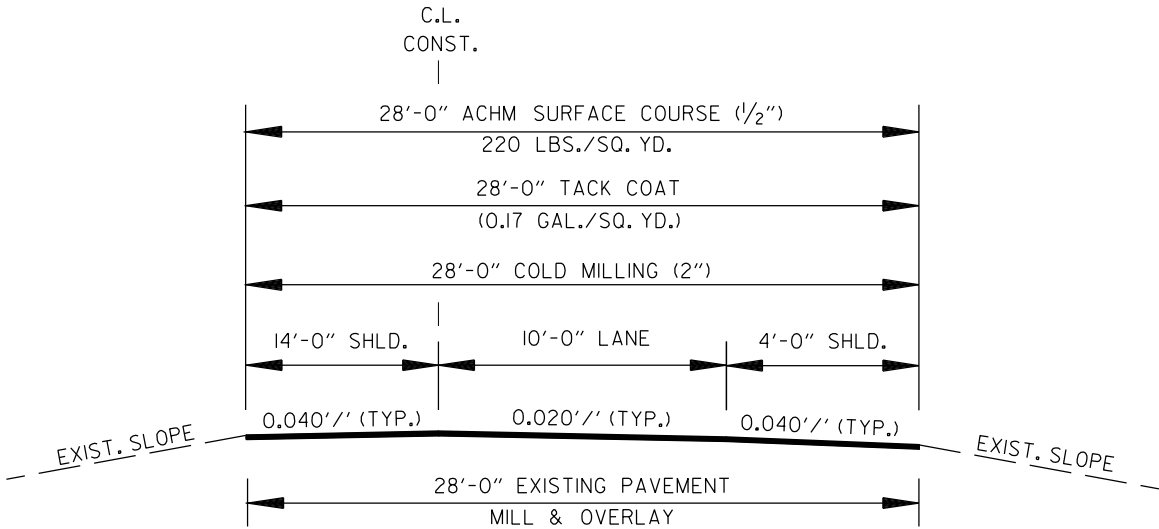 C.L.
CONST.
28'-0" ACHM SURFACE COURSE (1/2")
220 LBS./SQ. YD.
28'-0" TACK COAT
(0.17 GAL./SQ. YD.)
28'-0" COLD MILLING (2")
14'-0" SHLD. 10'-0" LANE 4'-0" SHLD.
0.040'/' (TYP.) 0.020'/' (TYP.) 0.040'/' (TYP.)
EXIST. SLOPE EXIST. SLOPE
28'-0" EXISTING PAVEMENT
MILL & OVERLAY